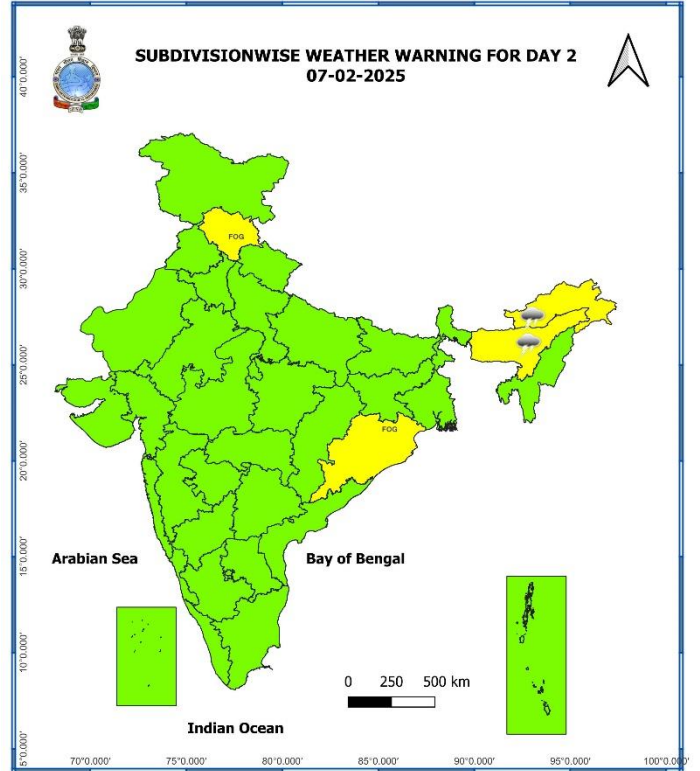 SUBDIVISIONWISE WEATHER WARNING FOR DAY 2
07-02-2025
40°0.000'
35°0.000'
30°0.000'
25°0.000'
20°0.000'
15°0.000'
10°0.000'
5°0.000'
FOG
FOG
Arabian Sea
Bay of Bengal
0 250 500 km
Indian Ocean
70°0.000' 75°0.000' 80°0.000' 85°0.000' 90°0.000' 95°0.000' 100°0.000'